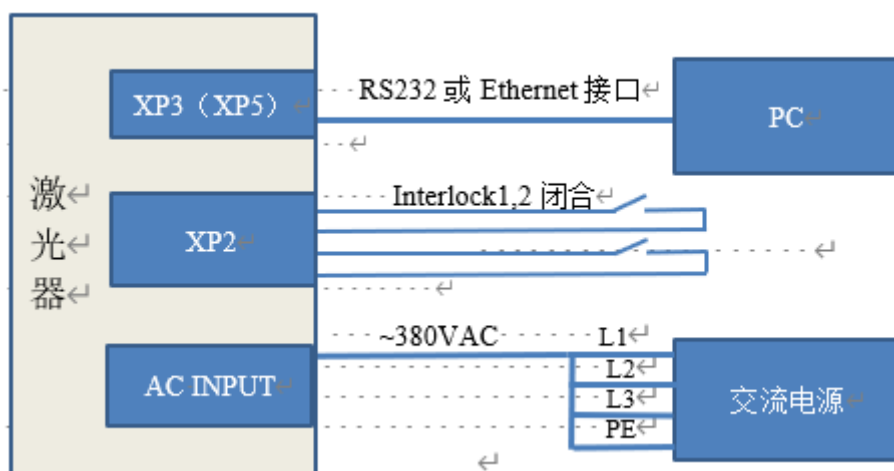 XP3（XP5）
RS232 或 Ethernet 接口
PC
激
光
器
XP2
Interlock1,2 闭合
AC INPUT
~380VAC
L1
L2
L3
PE
交流电源